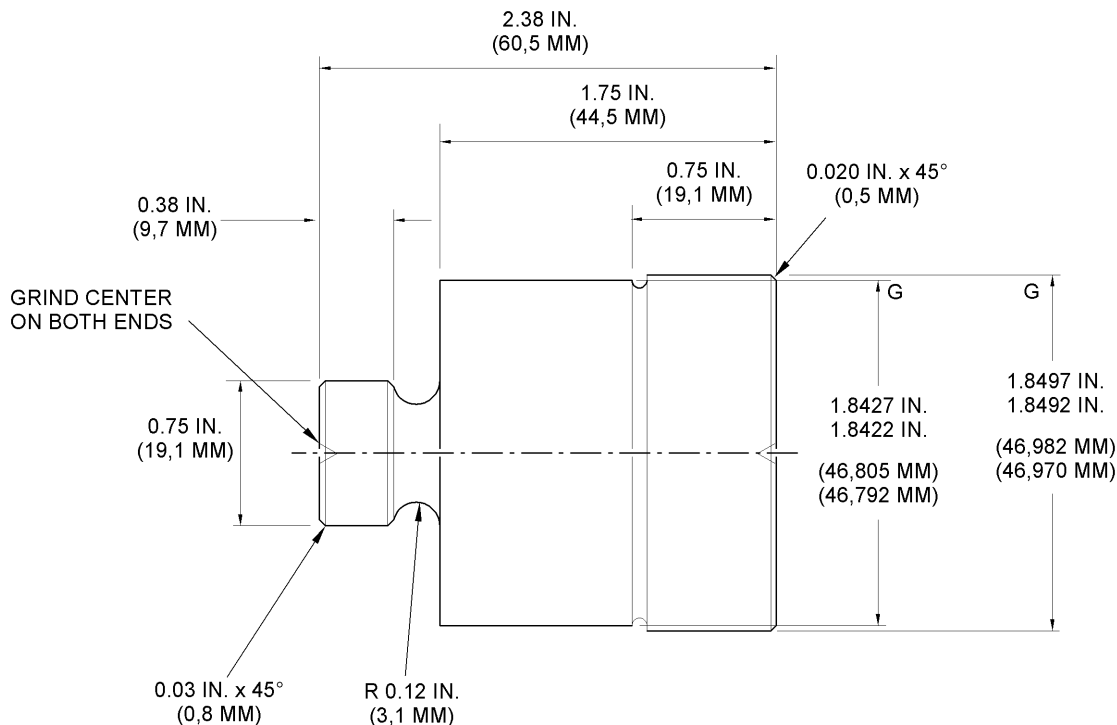 2.38 IN.
(60,5 MM)
1.75 IN.
(44,5 MM)
0.75 IN.
(19,1 MM)
0.020 IN. x 45°
(0,5 MM)
0.38 IN.
(9,7 MM)
GRIND CENTER
ON BOTH ENDS
G
G
0.75 IN.
(19,1 MM)
1.8427 IN.
1.8422 IN.
(46,805 MM)
(46,792 MM)
1.8497 IN.
1.8492 IN.
(46,982 MM)
(46,970 MM)
0.03 IN. x 45°
(0,8 MM)
R 0.12 IN.
(3,1 MM)